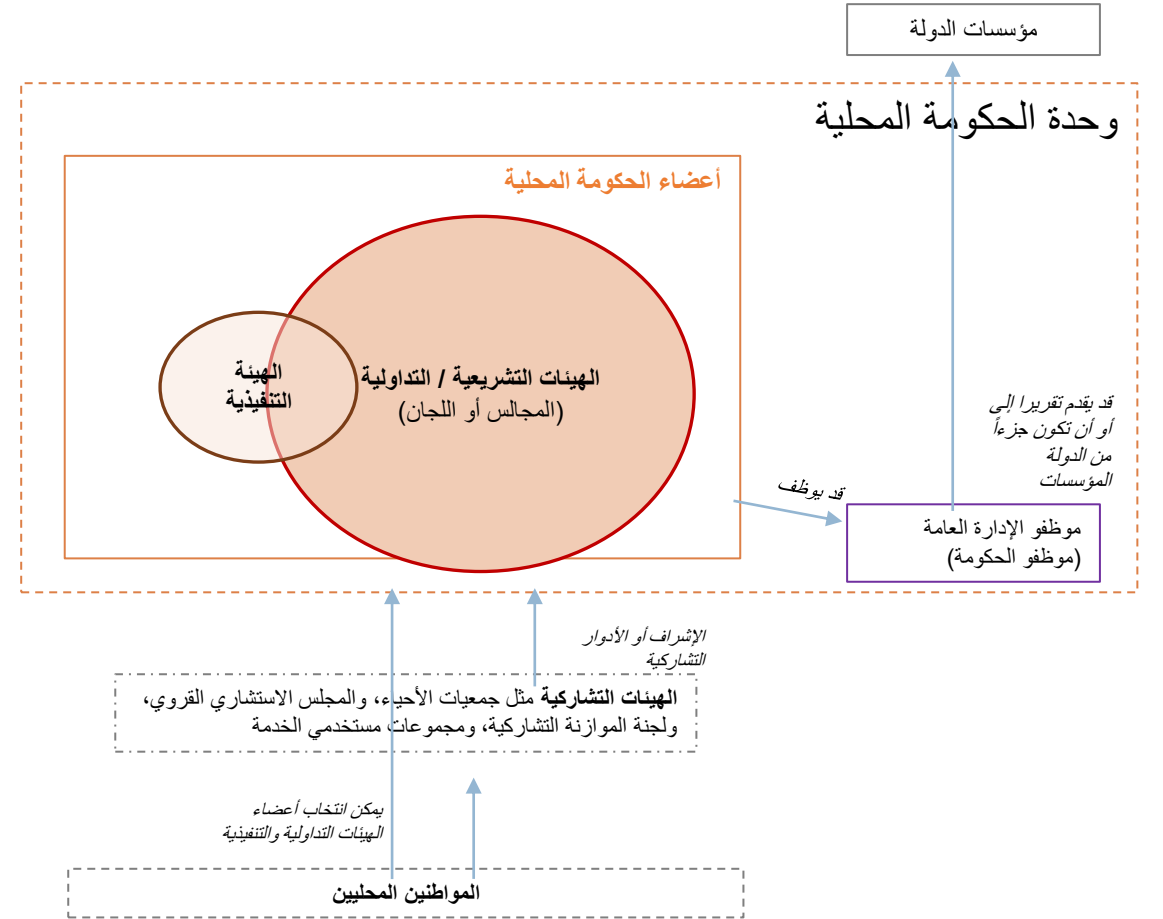 مؤسسات الدولة
وحدة الحكومة المحلية
أعضاء الحكومة المحلية
الهيئة
التنفيذية
الهيئات التشريعية / التداولية
(المجالس أو اللجان)
قد يقدم تقريرا إلى
أو أن تكون جزءاً
من الدولة
المؤسسات
قد يوظف
موظفو الإدارة العامة
(موظفو الحكومة)
الإشراف أو الأدوار
التشاركية
الهيئات التشاركية مثل جمعيات الأحياء، والمجلس الاستشاري القروي،
ولجنة الموازنة التشاركية، ومجموعات مستخدمي الخدمة
يمكن انتخاب أعضاء
الهيئات التداولية والتنفيذية
المواطنين المحليين